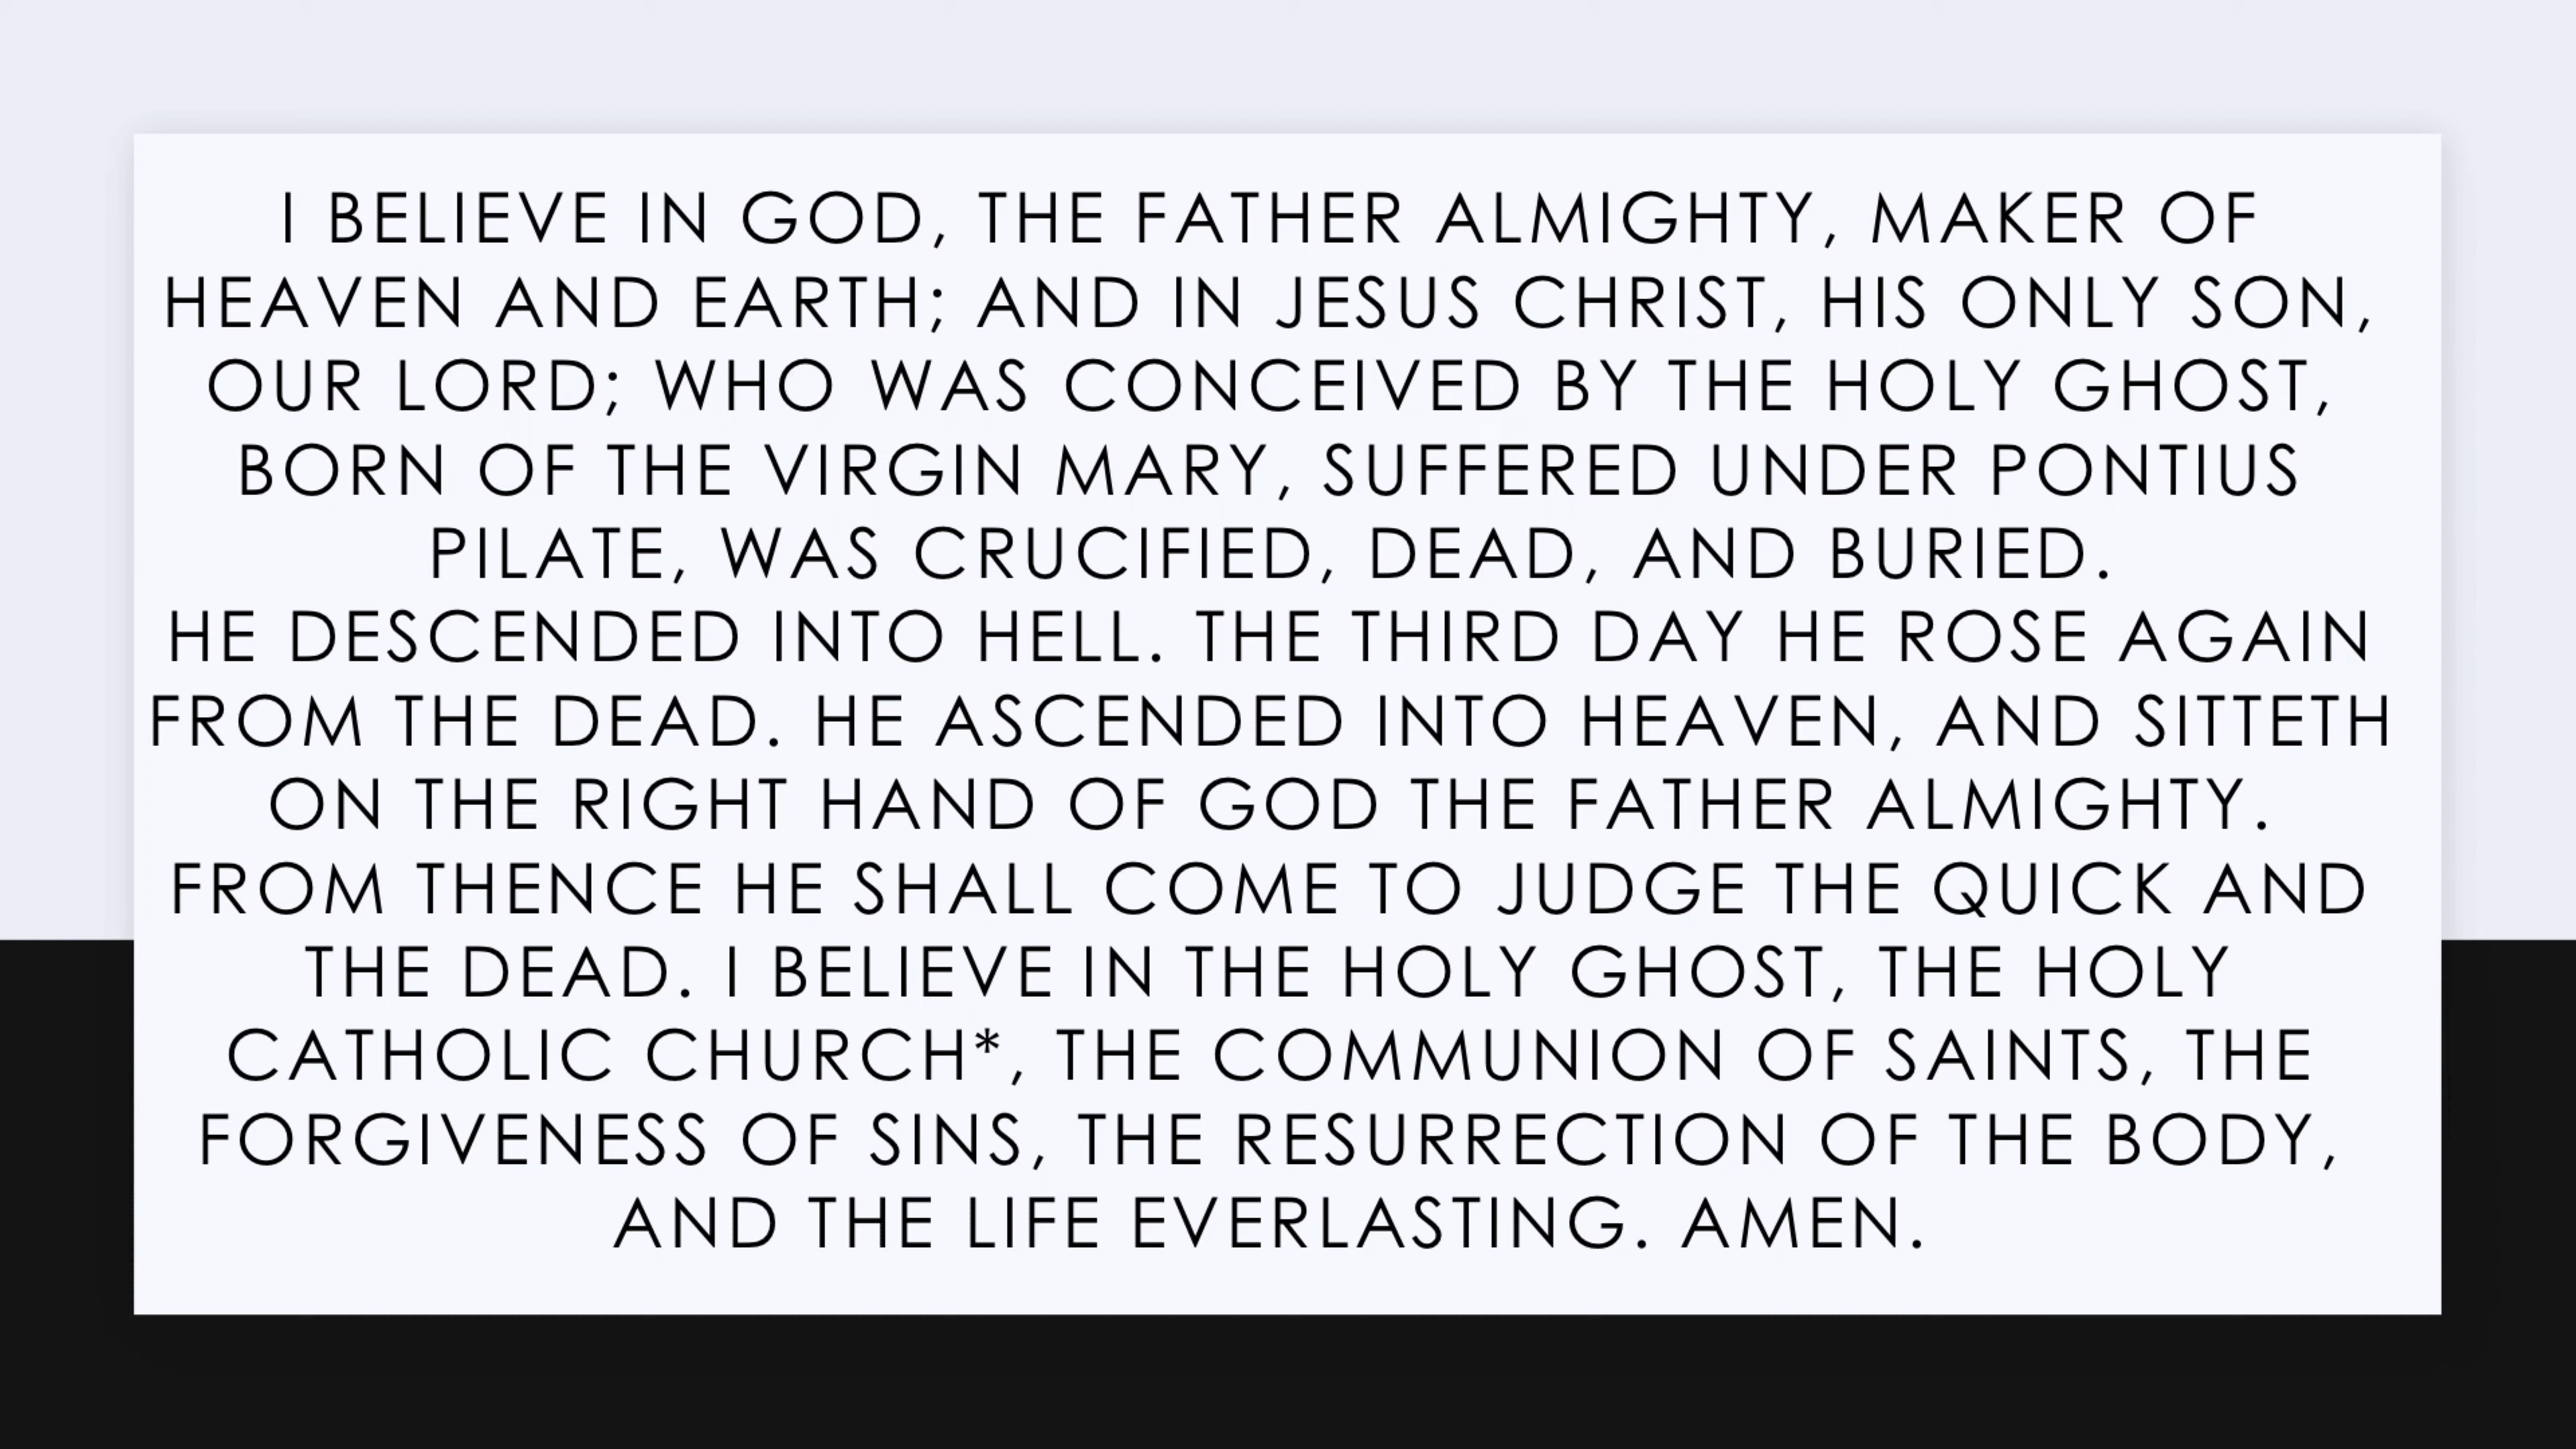 I BELIEVE IN GOD, THE FATHER ALMIGHTY, MAKER OF
HEAVEN AND EARTH; AND IN JESUS CHRIST, HIS ONLY SON,
OUR LORD; WHO WAS CONCEIVED BY THE HOLY GHOST,
BORN OF THE VIRGIN MARY, SUFFERED UNDER PONTIUS
PILATE, WAS CRUCIFIED, DEAD, AND BURIED.
HE DESCENDED INTO HELL. THE THIRD DAY HE ROSE AGAIN
FROM THE DEAD. HE ASCENDED INTO HEAVEN, AND SITTETH
ON THE RIGHT HAND OF GOD THE FATHER ALMIGHTY.
FROM THENCE HE SHALL COME TO JUDGE THE QUICK AND
THE DEAD. I BELIEVE IN THE HOLY GHOST, THE HOLY
CATHOLIC CHURCH*, THE COMMUNION OF SAINTS, THE
FORGIVENESS OF SINS, THE RESURRECTION OF THE BODY,
AND THE LIFE EVERLASTING. AMEN.